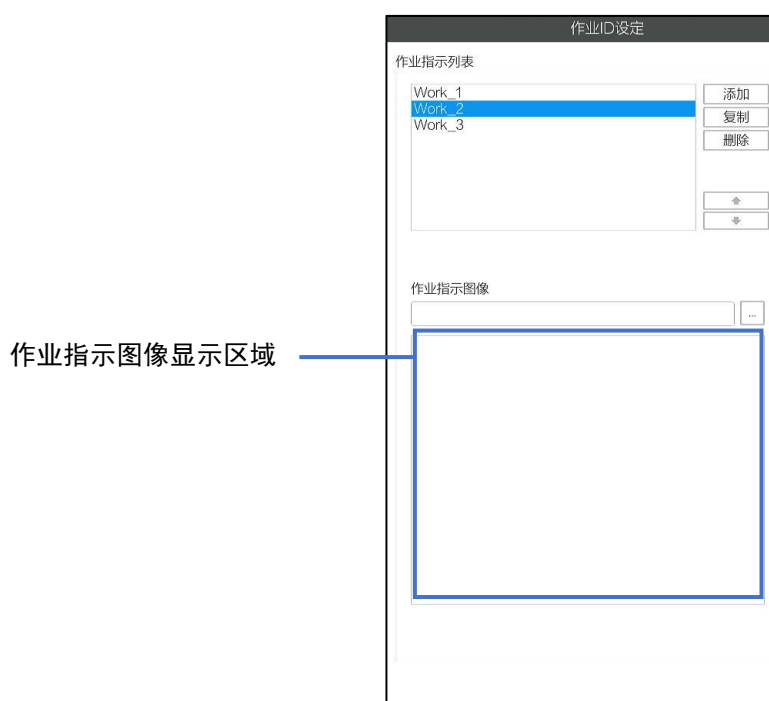 作业ID设定
作业指示列表
Work_1
Work_2
Work_3
添加
复制
删除
作业指示图像
...
作业指示图像显示区域